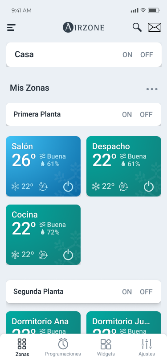 9:41 AM
AIRZONE
Casa ON OFF
Mis Zonas
Primera Planta ON OFF
Salón
26° Buena
61%
22°
Despacho
22° Buena
61%
22°
Cocina
22° Buena
72%
22°
Segunda Planta ON OFF
Dormitorio Ana
Dormitorio Ju...
Zonas Programaciones Widgets Ajustes